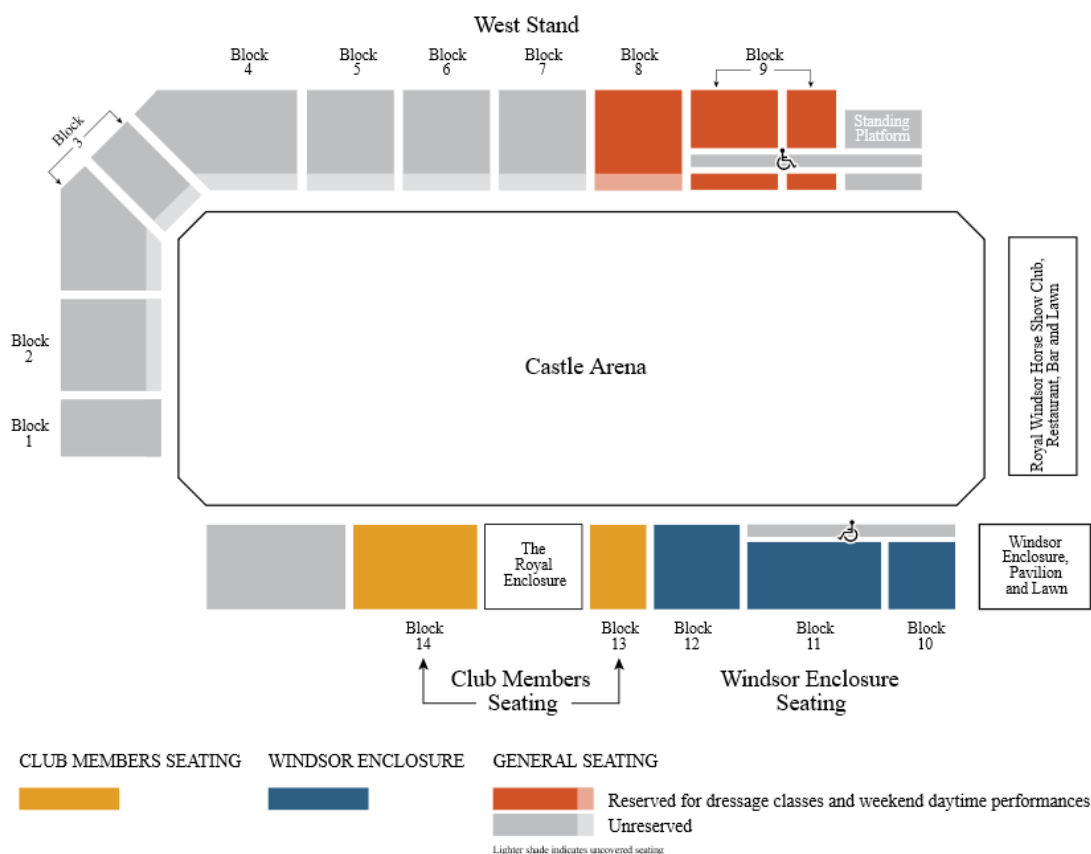 West Stand
Block
4
Block
5
Block
6
Block
7
Block
8
Block
9
Block
3
Standing
Platform
Block
2
Block
1
Castle Arena
Royal Windsor Horse Show Club,
Restaurant, Bar and Lawn
The
Royal
Enclosure
Windsor
Enclosure,
Pavilion
and Lawn
Block
14
Block
13
Block
12
Block
11
Block
10
Club Members
Seating
Windsor Enclosure
Seating
CLUB MEMBERS SEATING
WINDSOR ENCLOSURE
GENERAL SEATING
Reserved for dressage classes and weekend daytime performances
Unreserved
Lighter shade indicates uncovered seating